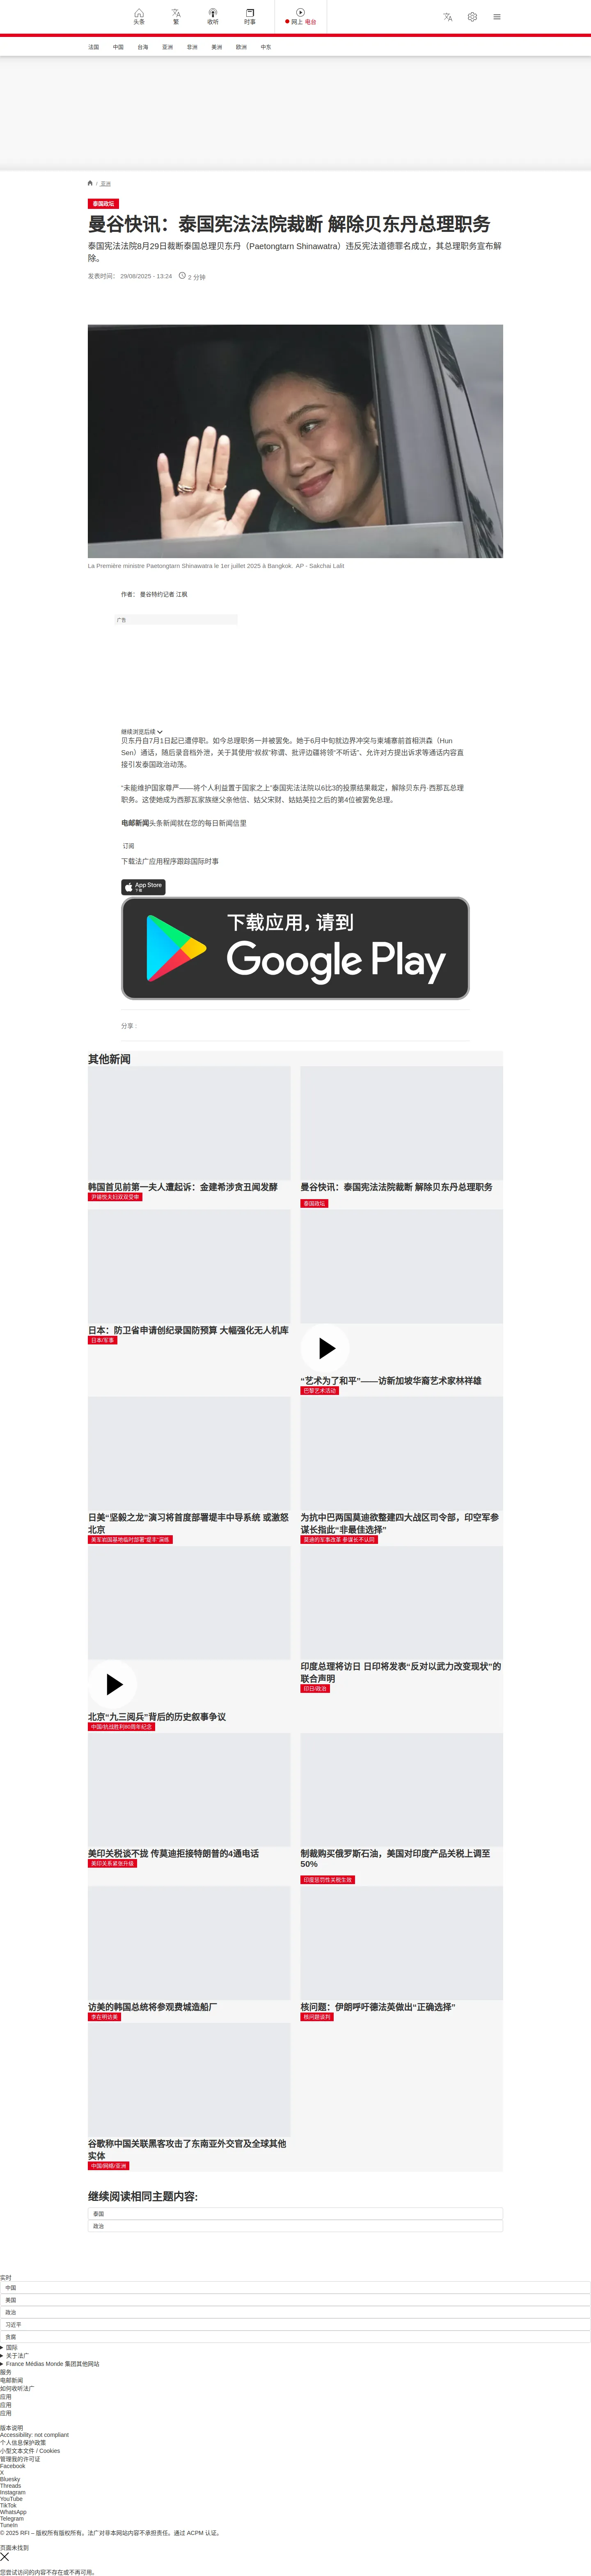 头条
繁
收听
时事
网上 电台
法国
中国
台海
亚洲
非洲
美洲
欧洲
中东
/ 亚洲
泰国政坛
曼谷快讯：泰国宪法法院裁断 解除贝东丹总理职务
泰国宪法法院8月29日裁断泰国总理贝东丹（Paetongtarn Shinawatra）违反宪法道德罪名成立，其总理职务宣布解
除。
发表时间： 29/08/2025 - 13:24 2 分钟
La Première ministre Paetongtarn Shinawatra le 1er juillet 2025 à Bangkok. AP - Sakchai Lalit
作者： 曼谷特约记者 江枫
广告
继续浏览后续
贝东丹自7月1日起已遭停职。如今总理职务一并被罢免。她于6月中旬就边界冲突与柬埔寨前首相洪森（Hun
Sen）通话，随后录音档外泄，关于其使用“叔叔”称谓、批评边疆将领“不听话”、允许对方提出诉求等通话内容直
接引发泰国政治动荡。
“未能维护国家尊严——将个人利益置于国家之上”泰国宪法法院以6比3的投票结果裁定，解除贝东丹·西那瓦总理
职务。这使她成为西那瓦家族继父亲他信、姑父宋财、姑姑英拉之后的第4位被罢免总理。
电邮新闻头条新闻就在您的每日新闻信里
订阅
下载法广应用程序跟踪国际时事
App Store
下载
下载应用，请到
Google Play
分享 :
其他新闻
韩国首见前第一夫人遭起诉：金建希涉贪丑闻发酵
尹锡悦夫妇双双受审
曼谷快讯：泰国宪法法院裁断 解除贝东丹总理职务
泰国政坛
日本：防卫省申请创纪录国防预算 大幅强化无人机库
日本/军事
“艺术为了和平”——访新加坡华裔艺术家林祥雄
巴黎艺术活动
日美“坚毅之龙”演习将首度部署堤丰中导系统 或激怒
北京
美军岩国基地临时部署“堤丰”演练
为抗中巴两国莫迪欲整建四大战区司令部，印空军参
谋长指此“非最佳选择”
莫迪的军事改革 参谋长不认同
北京“九三阅兵”背后的历史叙事争议
中国/抗战胜利80周年纪念
印度总理将访日 日印将发表“反对以武力改变现状”的
联合声明
印日/政治
美印关税谈不拢 传莫迪拒接特朗普的4通电话
美印关系紧张升级
制裁购买俄罗斯石油，美国对印度产品关税上调至
50%
印度惩罚性关税生效
访美的韩国总统将参观费城造船厂
李在明访美
核问题：伊朗呼吁德法英做出“正确选择”
核问题谈判
谷歌称中国关联黑客攻击了东南亚外交官及全球其他
实体
中国/网络/亚洲
继续阅读相同主题内容:
泰国
政治
实时
中国
美国
政治
习近平
贪腐
国际
关于法广
France Médias Monde 集团其他网站
服务
电邮新闻
如何收听法广
应用
应用
应用
版本说明
Accessibility: not compliant
个人信息保护政策
小型文本文件 / Cookies
管理我的许可证
Facebook
X
Bluesky
Threads
Instagram
YouTube
TikTok
WhatsApp
Telegram
TuneIn
© 2025 RFI – 版权所有版权所有。法广对非本网站内容不承担责任。通过 ACPM 认证。
页面未找到
您尝试访问的内容不存在或不再可用。